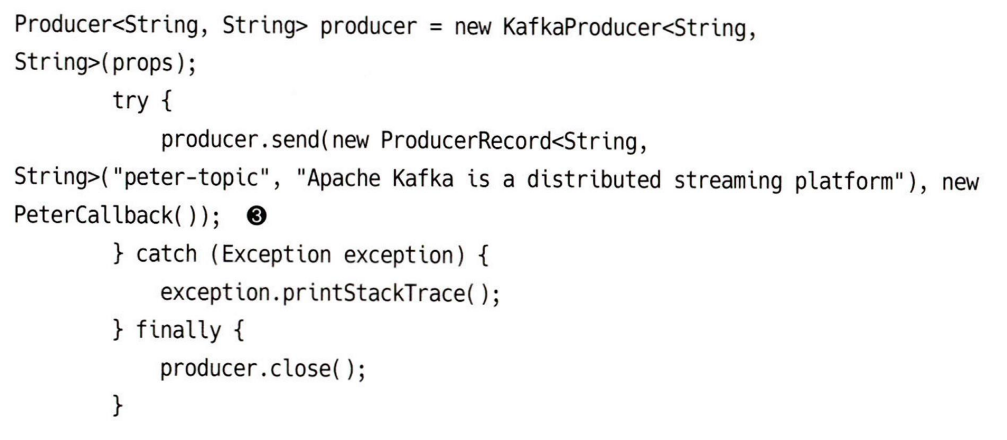 Producer<String, String> producer = new KafkaProducer<String,
String>(props);
try {
producer.send(new ProducerRecord<String,
String>("peter-topic", "Apache Kafka is a distributed streaming platform"), new
PeterCallback()); ❸
} catch (Exception exception) {
exception.printStackTrace();
} finally {
producer.close();
}